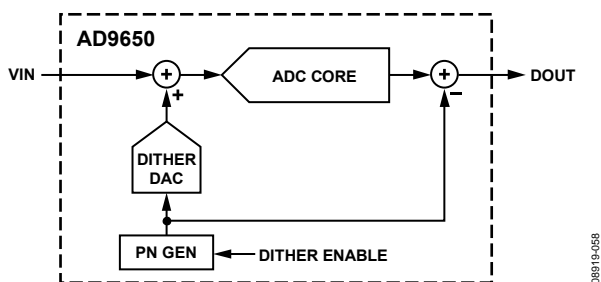 AD9650
VIN
+
+
ADC CORE
+
−
DOUT
DITHER
DAC
PN GEN
DITHER ENABLE
08919-058